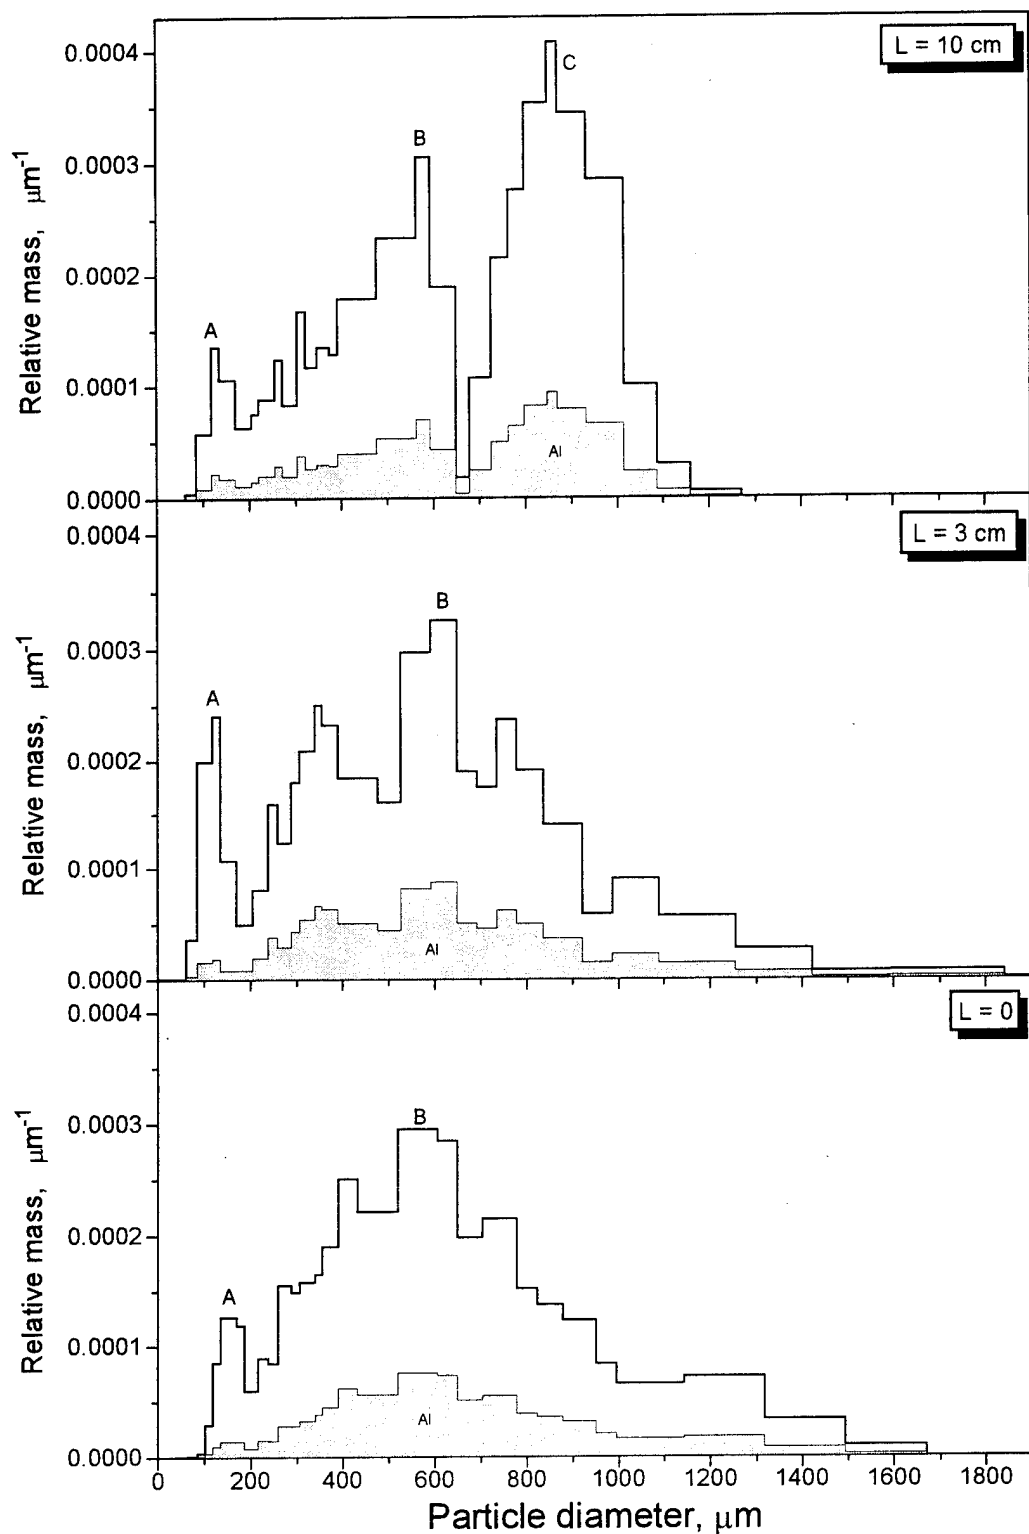 L = 10 cm
0.0004
C
B
0.0003
Relative mass, μm⁻¹
0.0002
A
0.0001
Al
0.0000
L = 3 cm
0.0004
B
0.0003
A
Relative mass, μm⁻¹
0.0002
0.0001
Al
0.0000
L = 0
0.0004
B
0.0003
A
Relative mass, μm⁻¹
0.0002
0.0001
Al
0.0000
0 200 400 600 800 1000 1200 1400 1600 1800
Particle diameter, μm